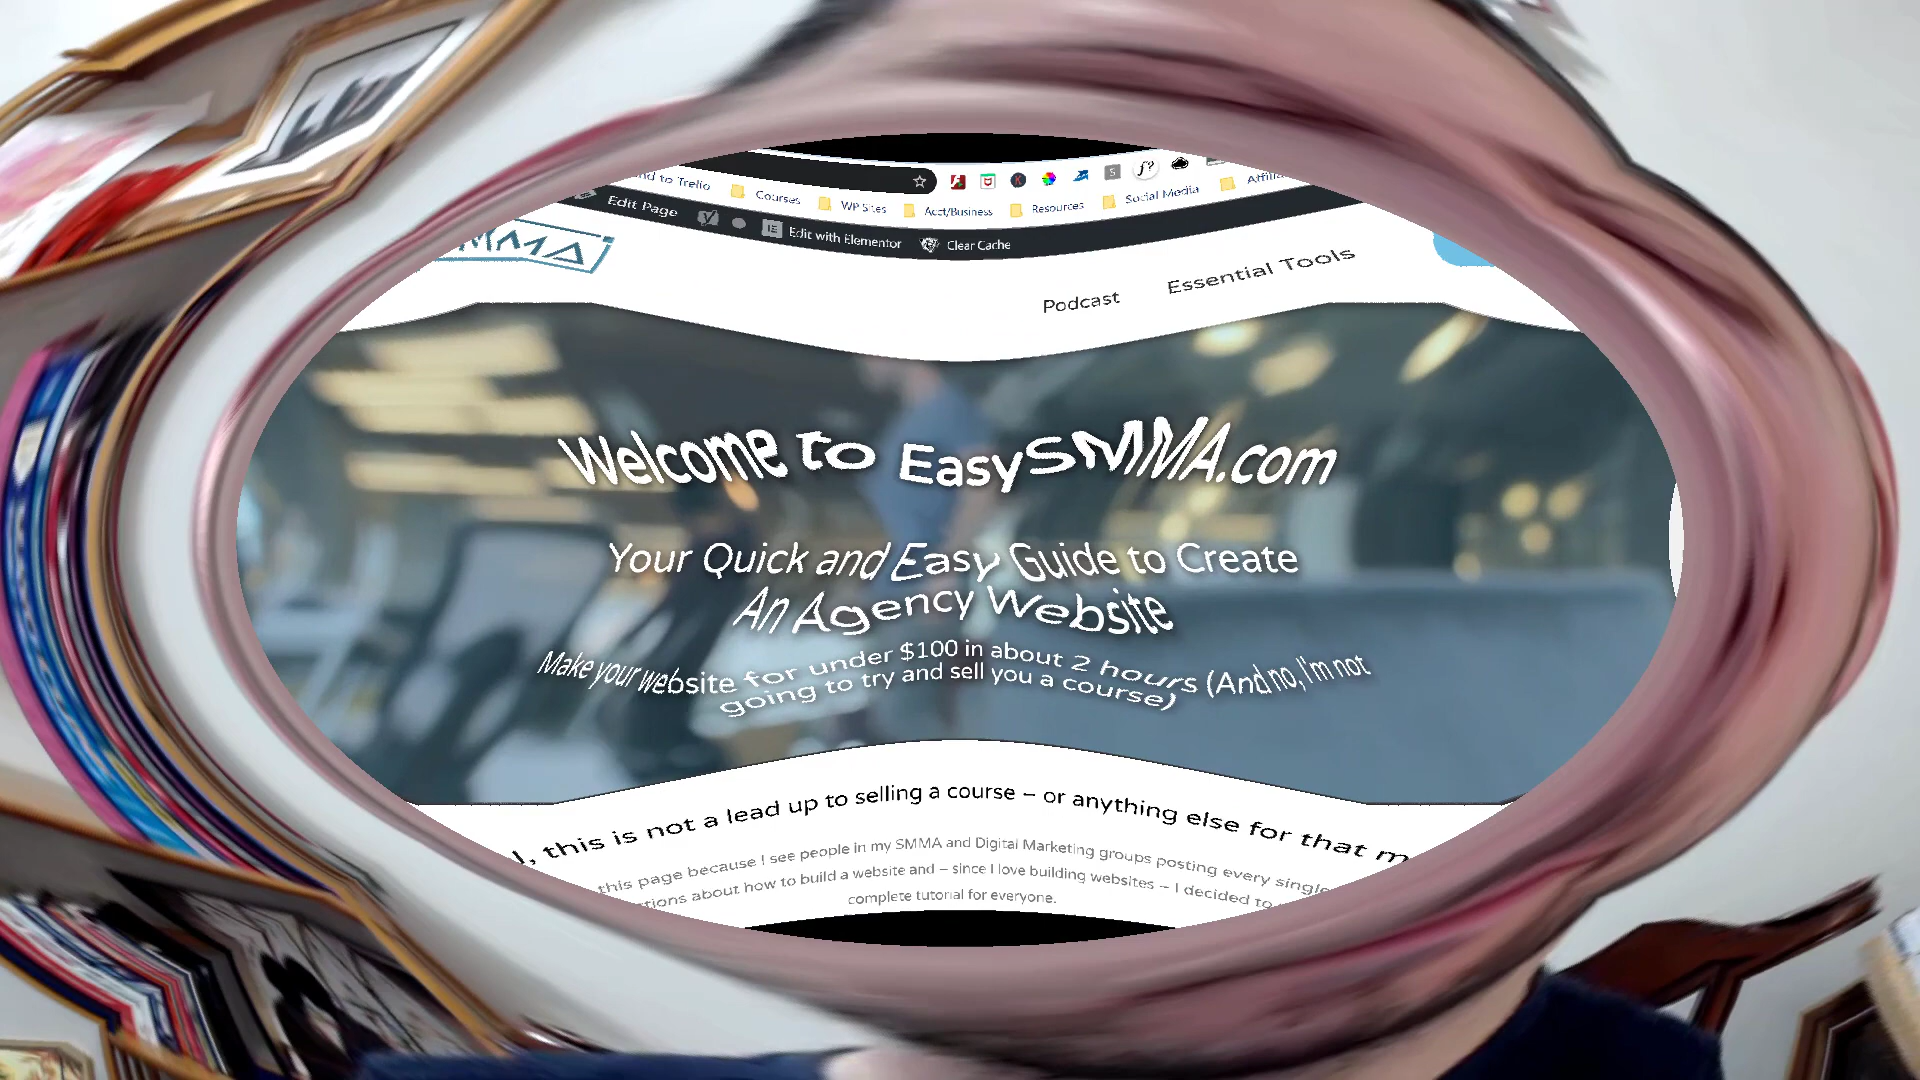 nd to Trello Courses WP Sites Acct/Business Resources Social Media Affilia
Edit Page Edit with Elementor Clear Cache
MMA
Podcast Essential Tools
Welcome to EasySMMA.com
Your Quick and Easy Guide to Create
An Agency Website
Make your website for under $100 in about 2 hours (And no, I'm not
going to try and sell you a course)
l, this is not a lead up to selling a course – or anything else for that m
this page because I see people in my SMMA and Digital Marketing groups posting every single
tions about how to build a website and – since I love building websites – I decided to
complete tutorial for everyone.